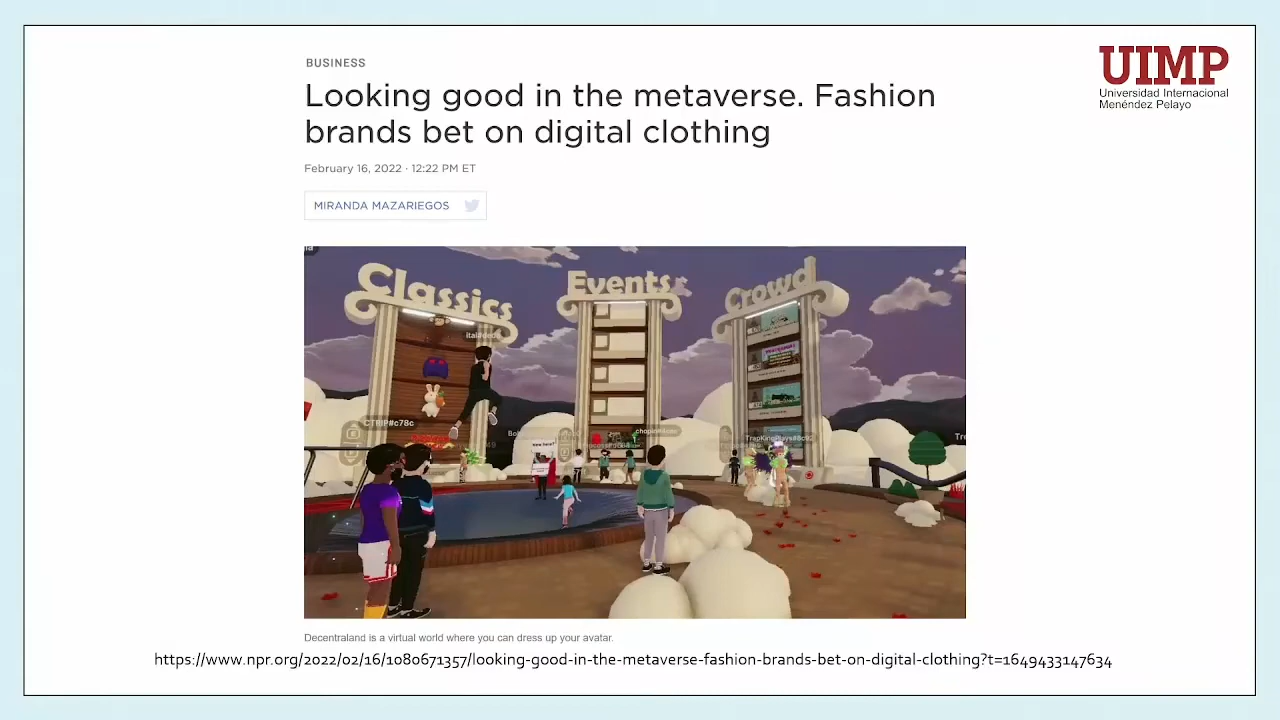 BUSINESS
Looking good in the metaverse. Fashion
brands bet on digital clothing
February 16, 2022 · 12:22 PM ET
MIRANDA MAZARIEGOS
UIMP
Universidad Internacional
Menéndez Pelayo
Classics
Events
Crowd
CTRIP#c78c
Decentraland is a virtual world where you can dress up your avatar.
https://www.npr.org/2022/02/16/1080671357/looking-good-in-the-metaverse-fashion-brands-bet-on-digital-clothing?t=1649433147634